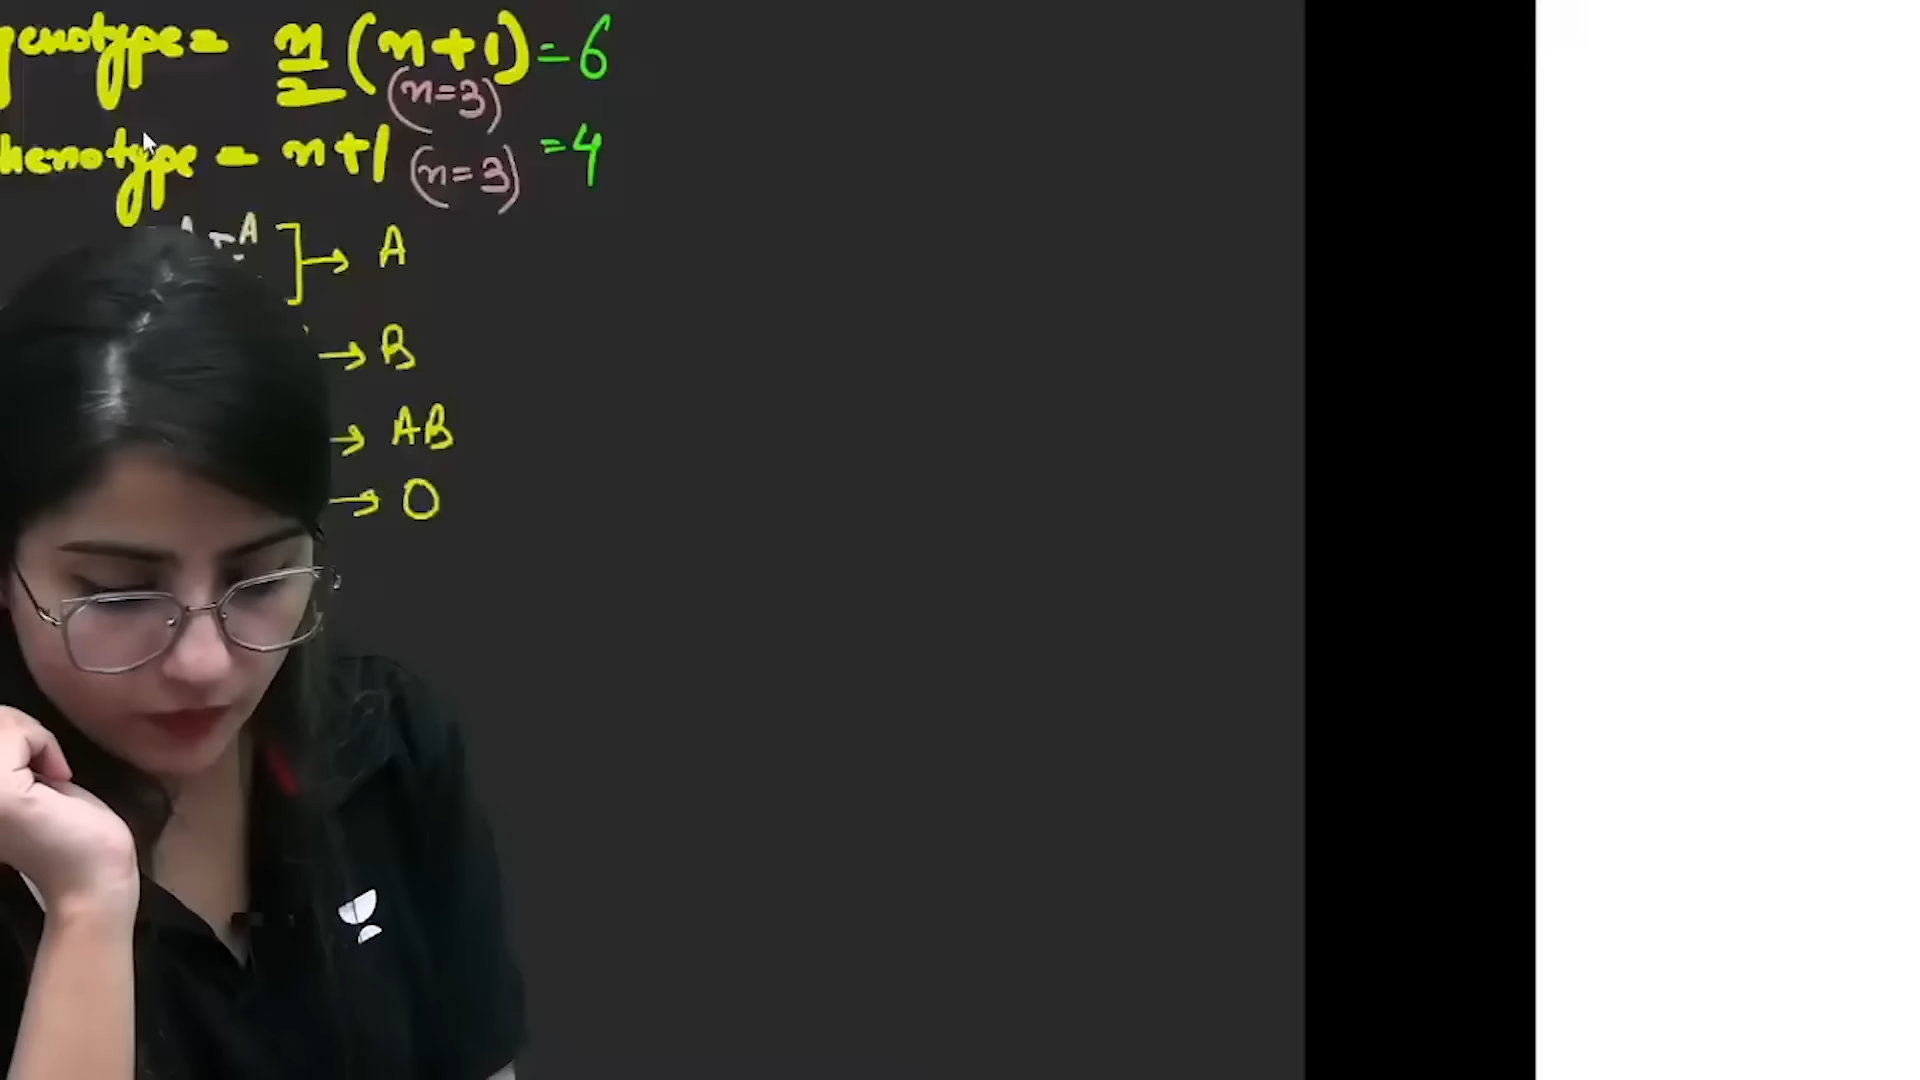 genotype = n/2 (n+1) = 6
(n=3)
henotype = n+1 (n=3) = 4
A ] → A
→ B
→ AB
→ O